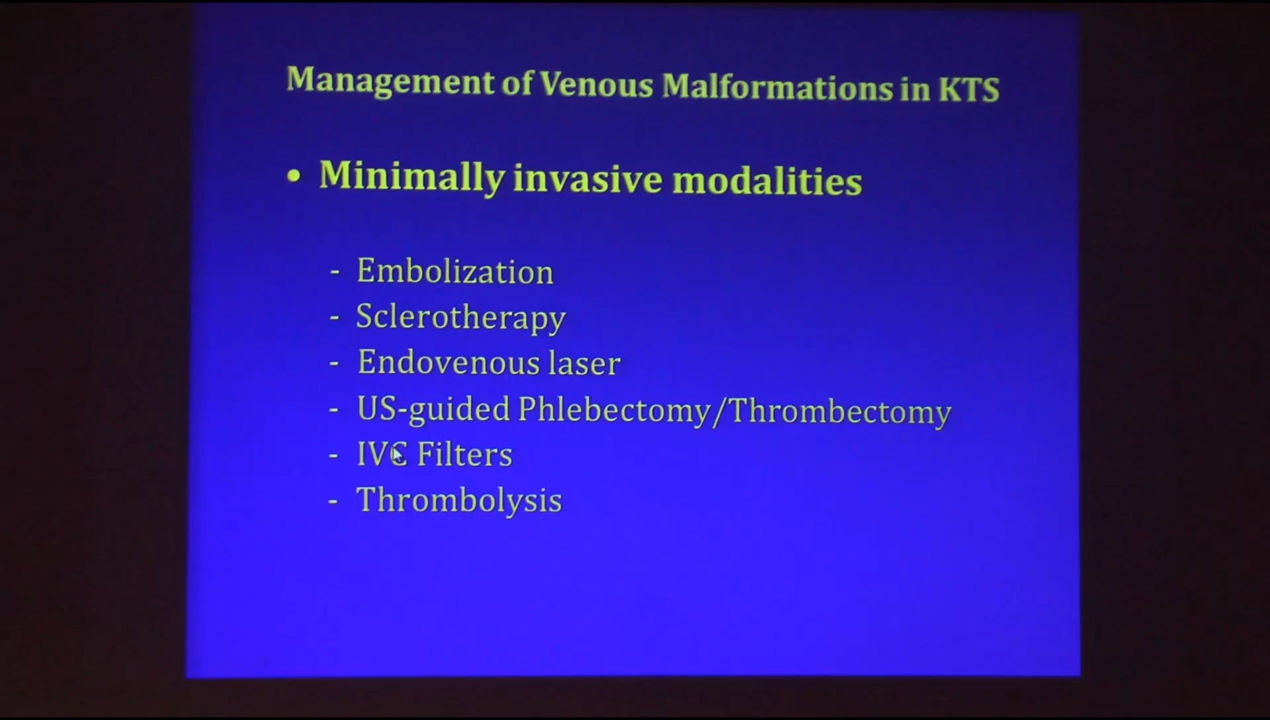 Management of Venous Malformations in KTS
• Minimally invasive modalities
- Embolization
- Sclerotherapy
- Endovenous laser
- US-guided Phlebectomy/Thrombectomy
- IVC Filters
- Thrombolysis